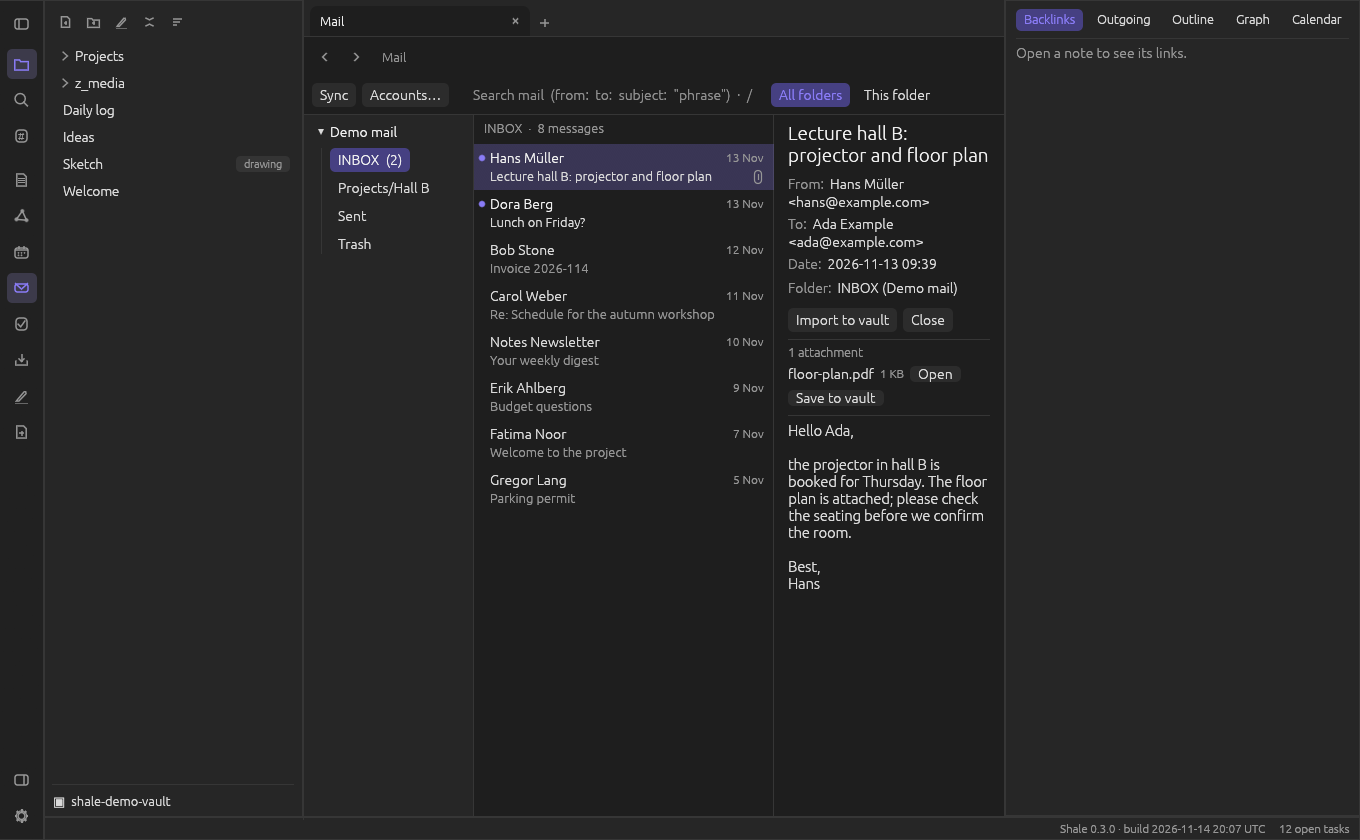 Projects
z_media
Daily log
Ideas
Sketch drawing
Welcome
shale-demo-vault
Mail × +
Mail
Sync Accounts… Search mail (from: to: subject: "phrase") · / All folders This folder
Demo mail
INBOX (2)
Projects/Hall B
Sent
Trash
INBOX · 8 messages
Hans Müller 13 Nov
Lecture hall B: projector and floor plan
Dora Berg 13 Nov
Lunch on Friday?
Bob Stone 12 Nov
Invoice 2026-114
Carol Weber 11 Nov
Re: Schedule for the autumn workshop
Notes Newsletter 10 Nov
Your weekly digest
Erik Ahlberg 9 Nov
Budget questions
Fatima Noor 7 Nov
Welcome to the project
Gregor Lang 5 Nov
Parking permit
Lecture hall B:
projector and floor plan
From: Hans Müller
<hans@example.com>
To: Ada Example
<ada@example.com>
Date: 2026-11-13 09:39
Folder: INBOX (Demo mail)
Import to vault Close
1 attachment
floor-plan.pdf 1 KB Open
Save to vault
Hello Ada,
the projector in hall B is
booked for Thursday. The floor
plan is attached; please check
the seating before we confirm
the room.
Best,
Hans
Backlinks Outgoing Outline Graph Calendar
Open a note to see its links.
Shale 0.3.0 · build 2026-11-14 20:07 UTC 12 open tasks